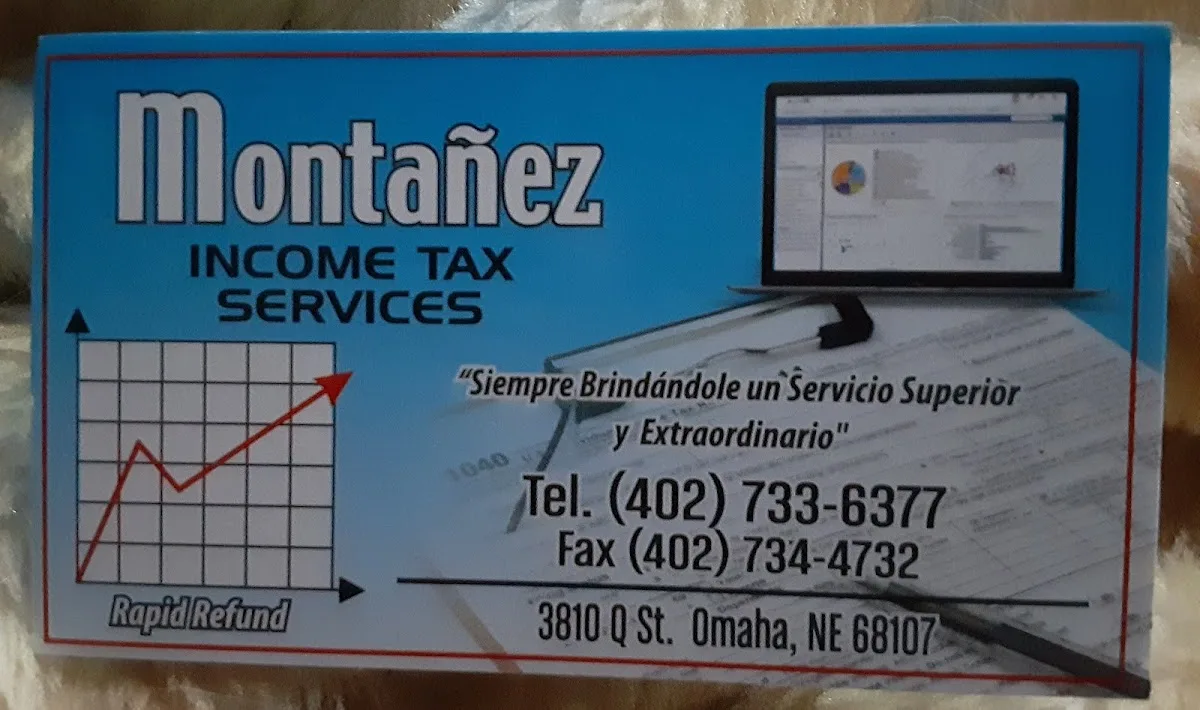 Montañez
INCOME TAX
SERVICES
"Siempre Brindándole un Servicio Superior
y Extraordinario"
1040
Tel. (402) 733-6377
Fax (402) 734-4732
Rapid Refund
3810 Q St. Omaha, NE 68107